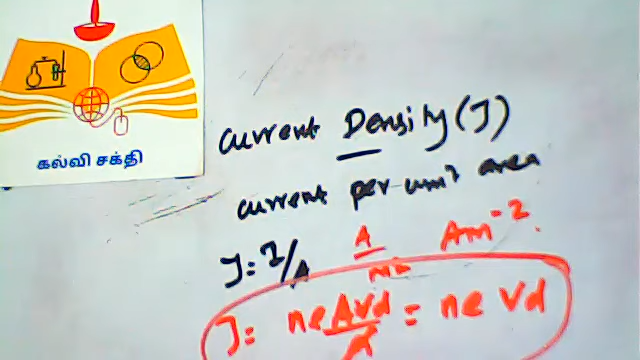 கல்வி சக்தி
Current Density (J)
current per unit area
J = I/A A/m2 Am⁻²
J = neAVd/A = ne Vd